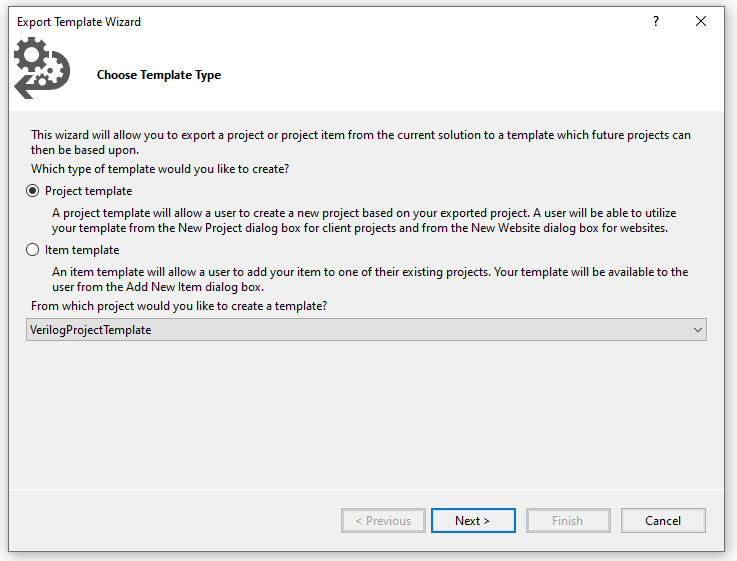 Export Template Wizard
?
Choose Template Type
This wizard will allow you to export a project or project item from the current solution to a template which future projects can
then be based upon.
Which type of template would you like to create?
Project template
A project template will allow a user to create a new project based on your exported project. A user will be able to utilize
your template from the New Project dialog box for client projects and from the New Website dialog box for websites.
Item template
An item template will allow a user to add your item to one of their existing projects. Your template will be available to the
user from the Add New Item dialog box.
From which project would you like to create a template?
VerilogProjectTemplate
< Previous
Next >
Finish
Cancel